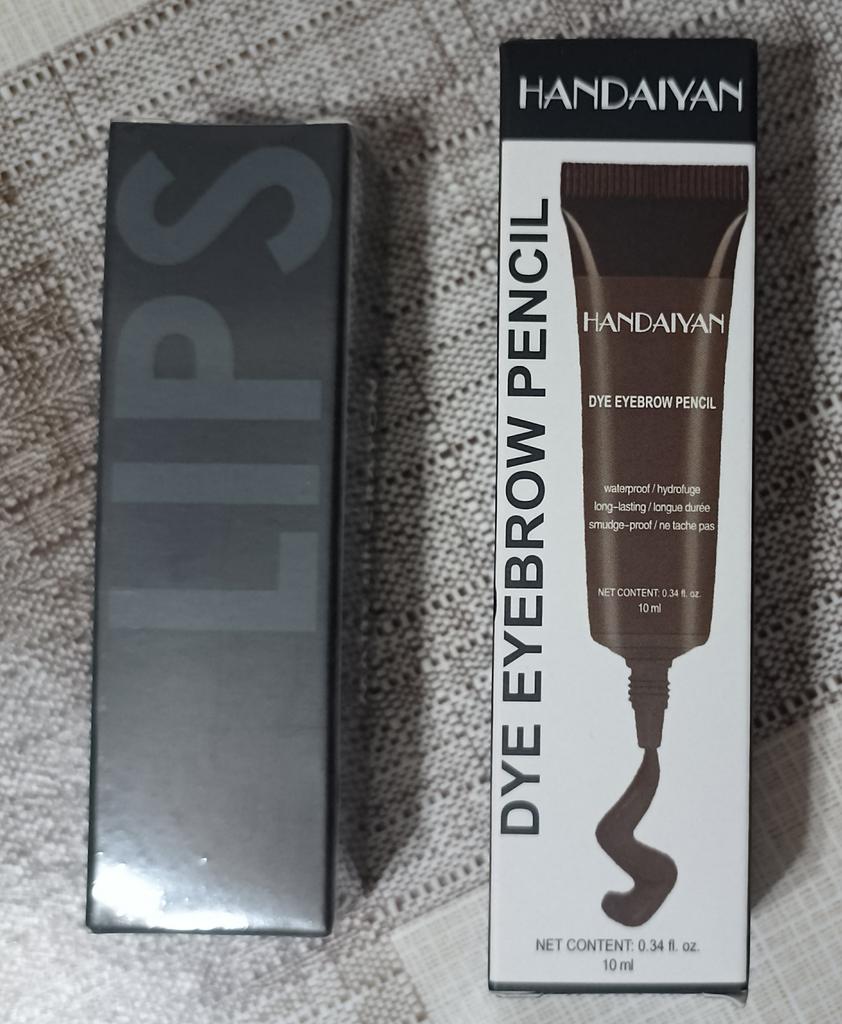 LIPS
HANDAIYAN
DYE EYEBROW PENCIL
HANDAIYAN
DYE EYEBROW PENCIL
waterproof / hydrofuge
long-lasting / longue durée
smudge-proof / ne tache pas
NET CONTENT: 0.34 fl. oz.
10 ml
NET CONTENT: 0.34 fl. oz.
10 ml